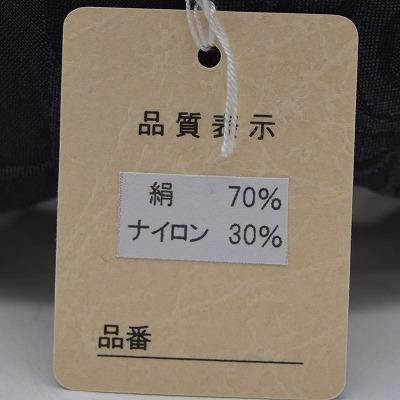 品質表示
絹 70%
ナイロン 30%
品番